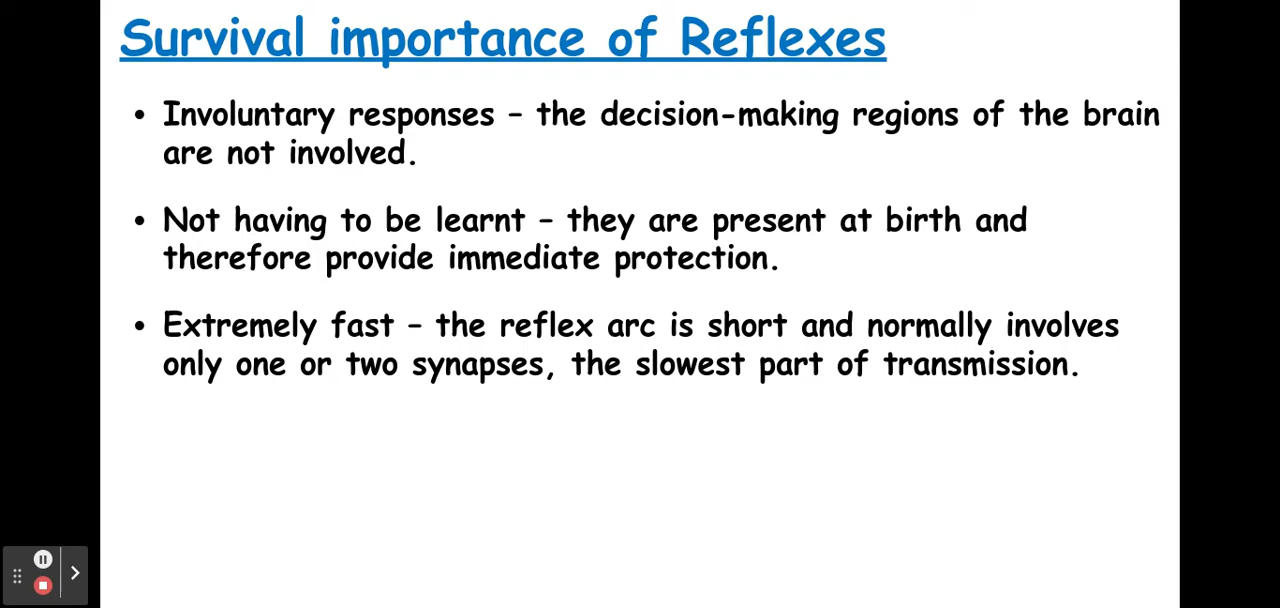 Survival importance of Reflexes
• Involuntary responses – the decision-making regions of the brain
are not involved.
• Not having to be learnt – they are present at birth and
therefore provide immediate protection.
• Extremely fast – the reflex arc is short and normally involves
only one or two synapses, the slowest part of transmission.